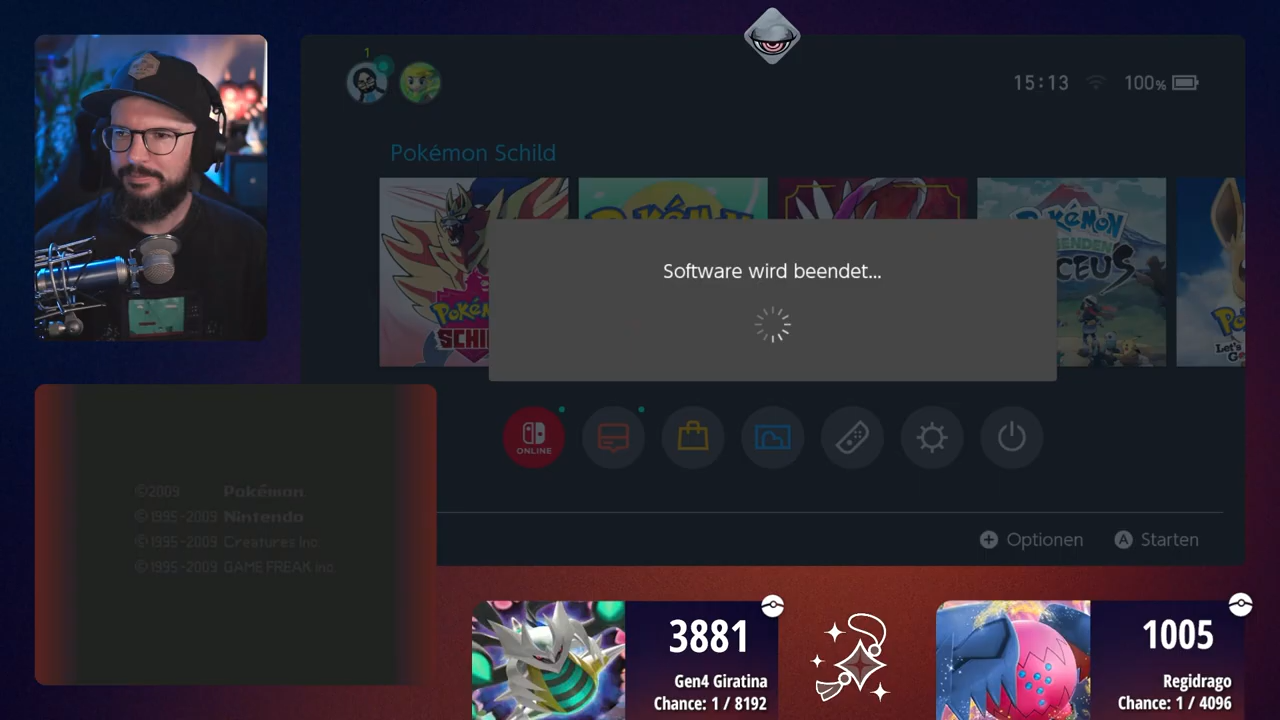 1
15:13
100%
Pokémon Schild
Software wird beendet...
ONLINE
©2009 Pokémon
©1995-2009 Nintendo
©1995-2009 Creatures Inc.
©1995-2009 GAME FREAK inc.
Optionen
Starten
3881
Gen4 Giratina
Chance: 1 / 8192
1005
Regidrago
Chance: 1 / 4096